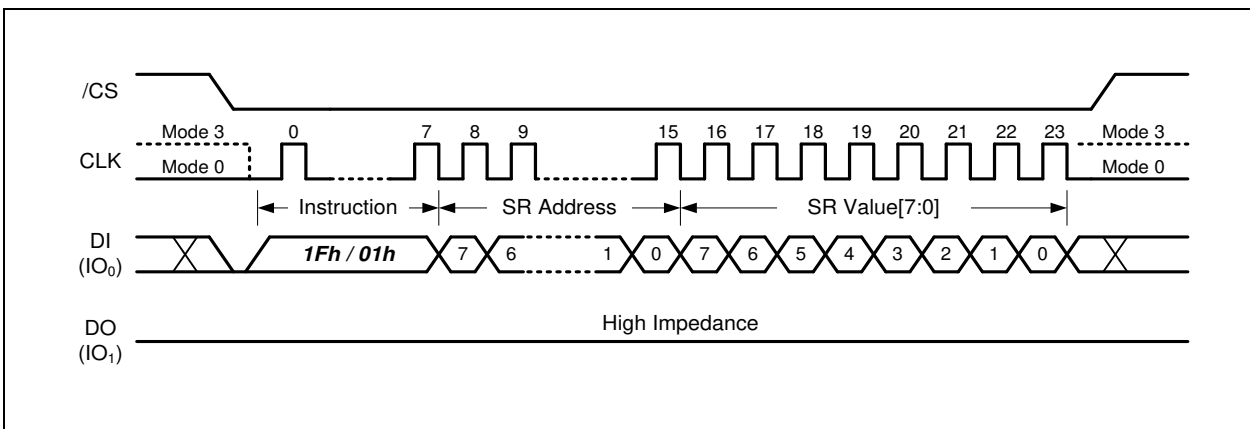 /CS
Mode 3 0 7 8 9 15 16 17 18 19 20 21 22 23 Mode 3
CLK
Mode 0 Mode 0
Instruction SR Address SR Value[7:0]
DI
(IO₀)
1Fh / 01h 7 6 1 0 7 6 5 4 3 2 1 0
High Impedance
DO
(IO₁)